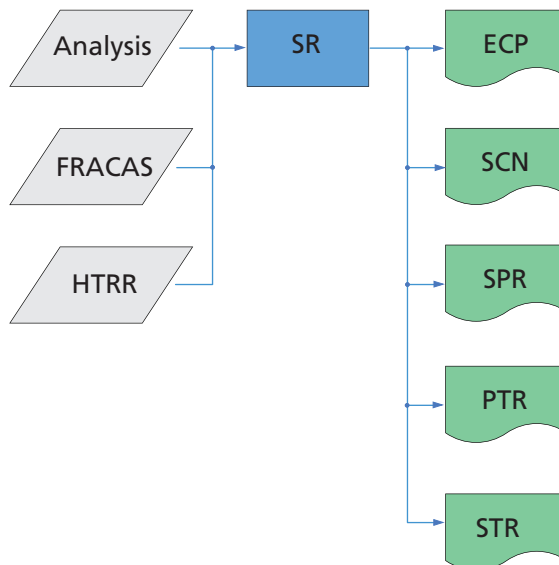 Analysis
SR
ECP
FRACAS
SCN
HTRR
SPR
PTR
STR